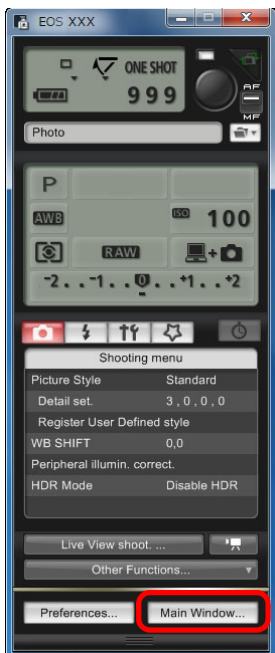 EOS XXX
ONE SHOT
999
AF
MF
Photo
P
AWB
ISO 100
RAW
-2..-1..0..+1..+2
Shooting menu
Picture Style Standard
Detail set. 3 , 0 , 0 , 0
Register User Defined style
WB SHIFT 0,0
Peripheral illumin. correct.
HDR Mode Disable HDR
Live View shoot. ...
Other Functions...
Preferences... Main Window...